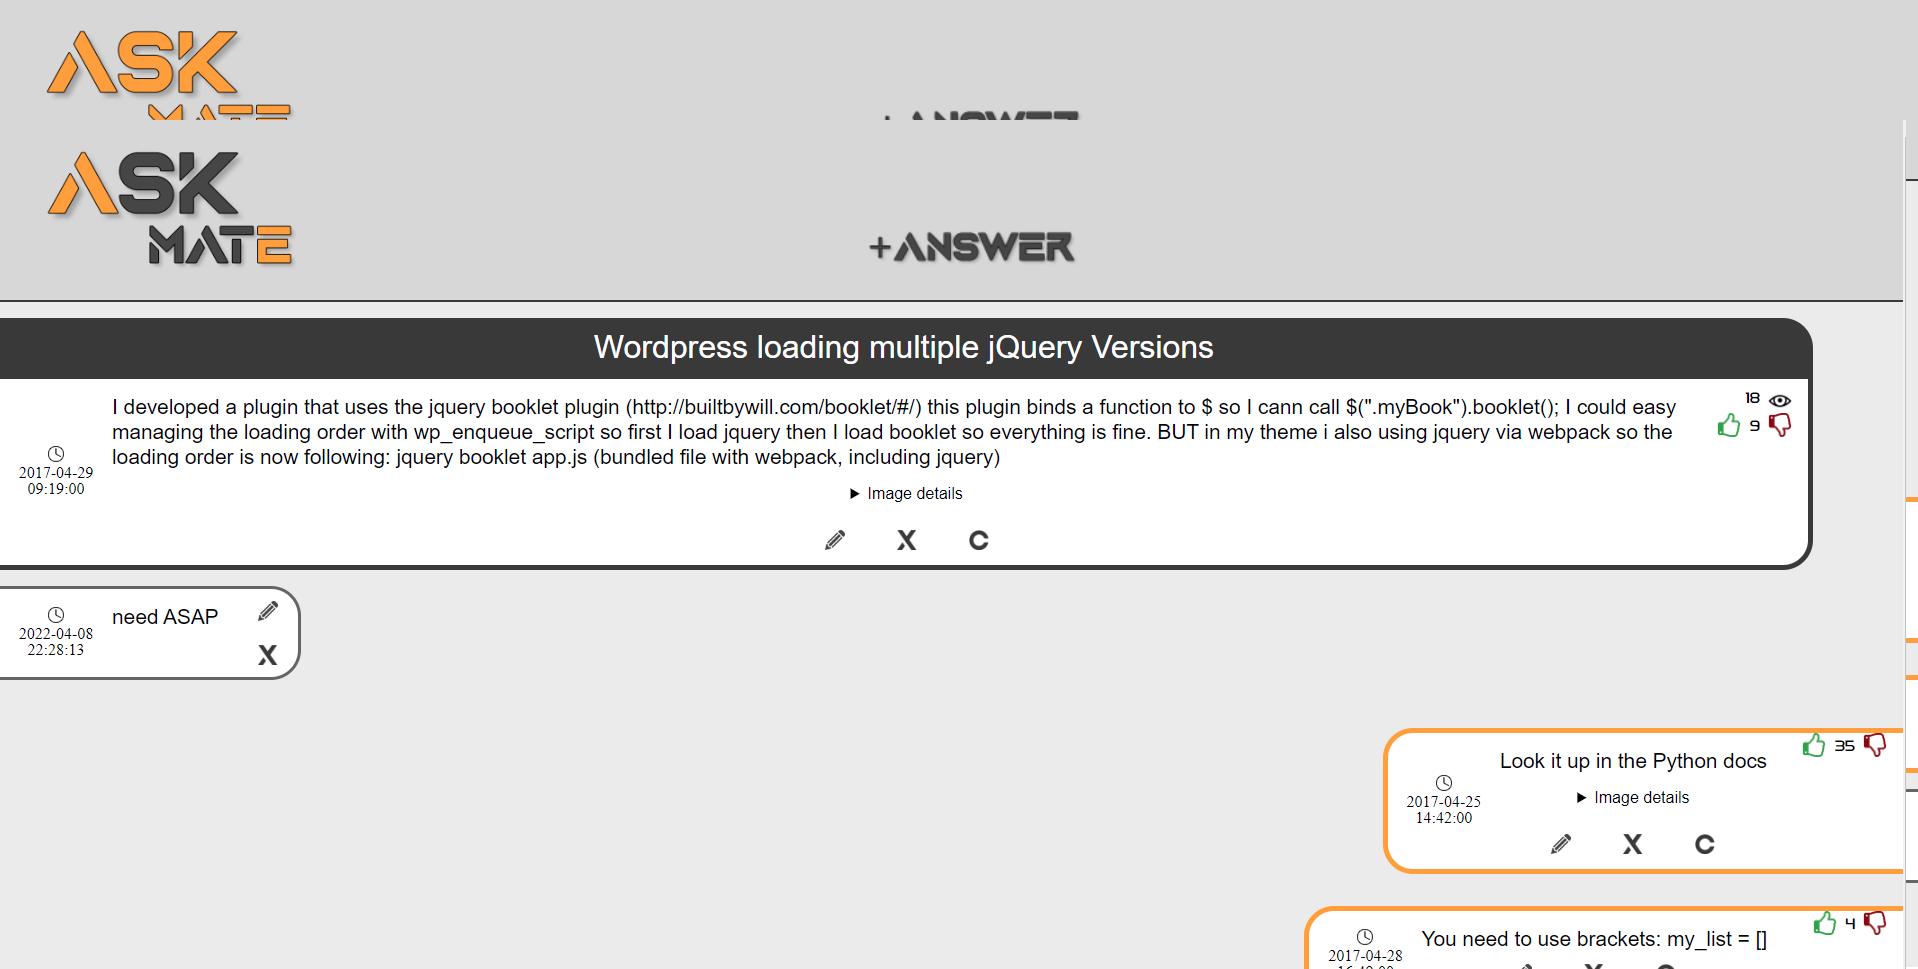 ASK
MATE
+ANSWER
ASK
MATE
+ANSWER
Wordpress loading multiple jQuery Versions
I developed a plugin that uses the jquery booklet plugin (http://builtbywill.com/booklet/#/) this plugin binds a function to $ so I cann call $(".myBook").booklet(); I could easy
managing the loading order with wp_enqueue_script so first I load jquery then I load booklet so everything is fine. BUT in my theme i also using jquery via webpack so the
loading order is now following: jquery booklet app.js (bundled file with webpack, including jquery)
18
9
2017-04-29
09:19:00
Image details
X C
need ASAP
2022-04-08
22:28:13
X
35
Look it up in the Python docs
2017-04-25
14:42:00
Image details
X C
4
You need to use brackets: my_list = []
2017-04-28